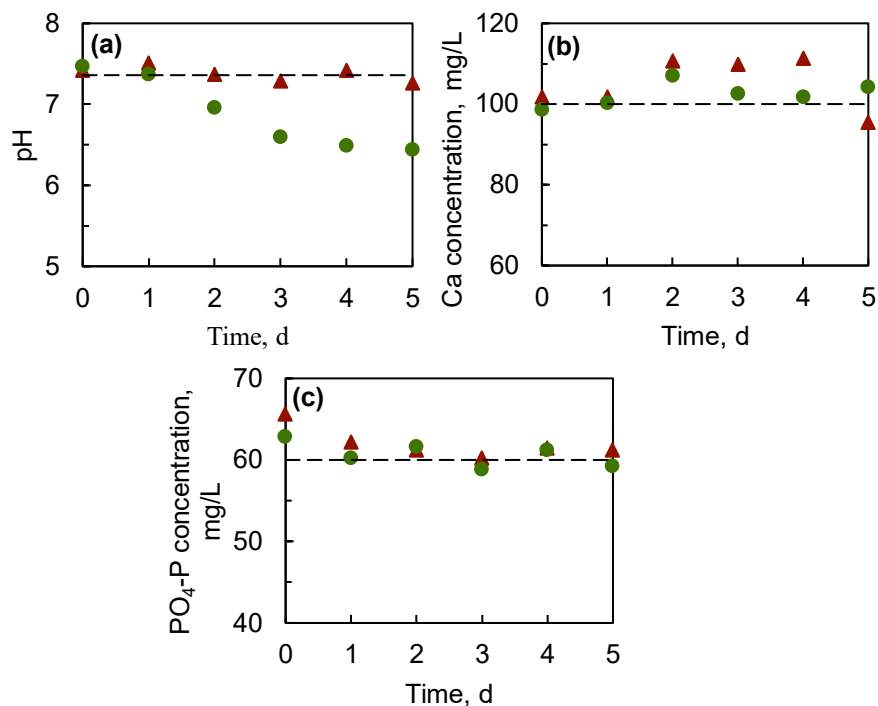 (a)
8
7
6
5
pH
0 1 2 3 4 5
Time, d
(b)
120
100
80
60
Ca concentration, mg/L
0 1 2 3 4 5
Time, d
(c)
70
60
50
40
PO₄-P concentration,
mg/L
0 1 2 3 4 5
Time, d